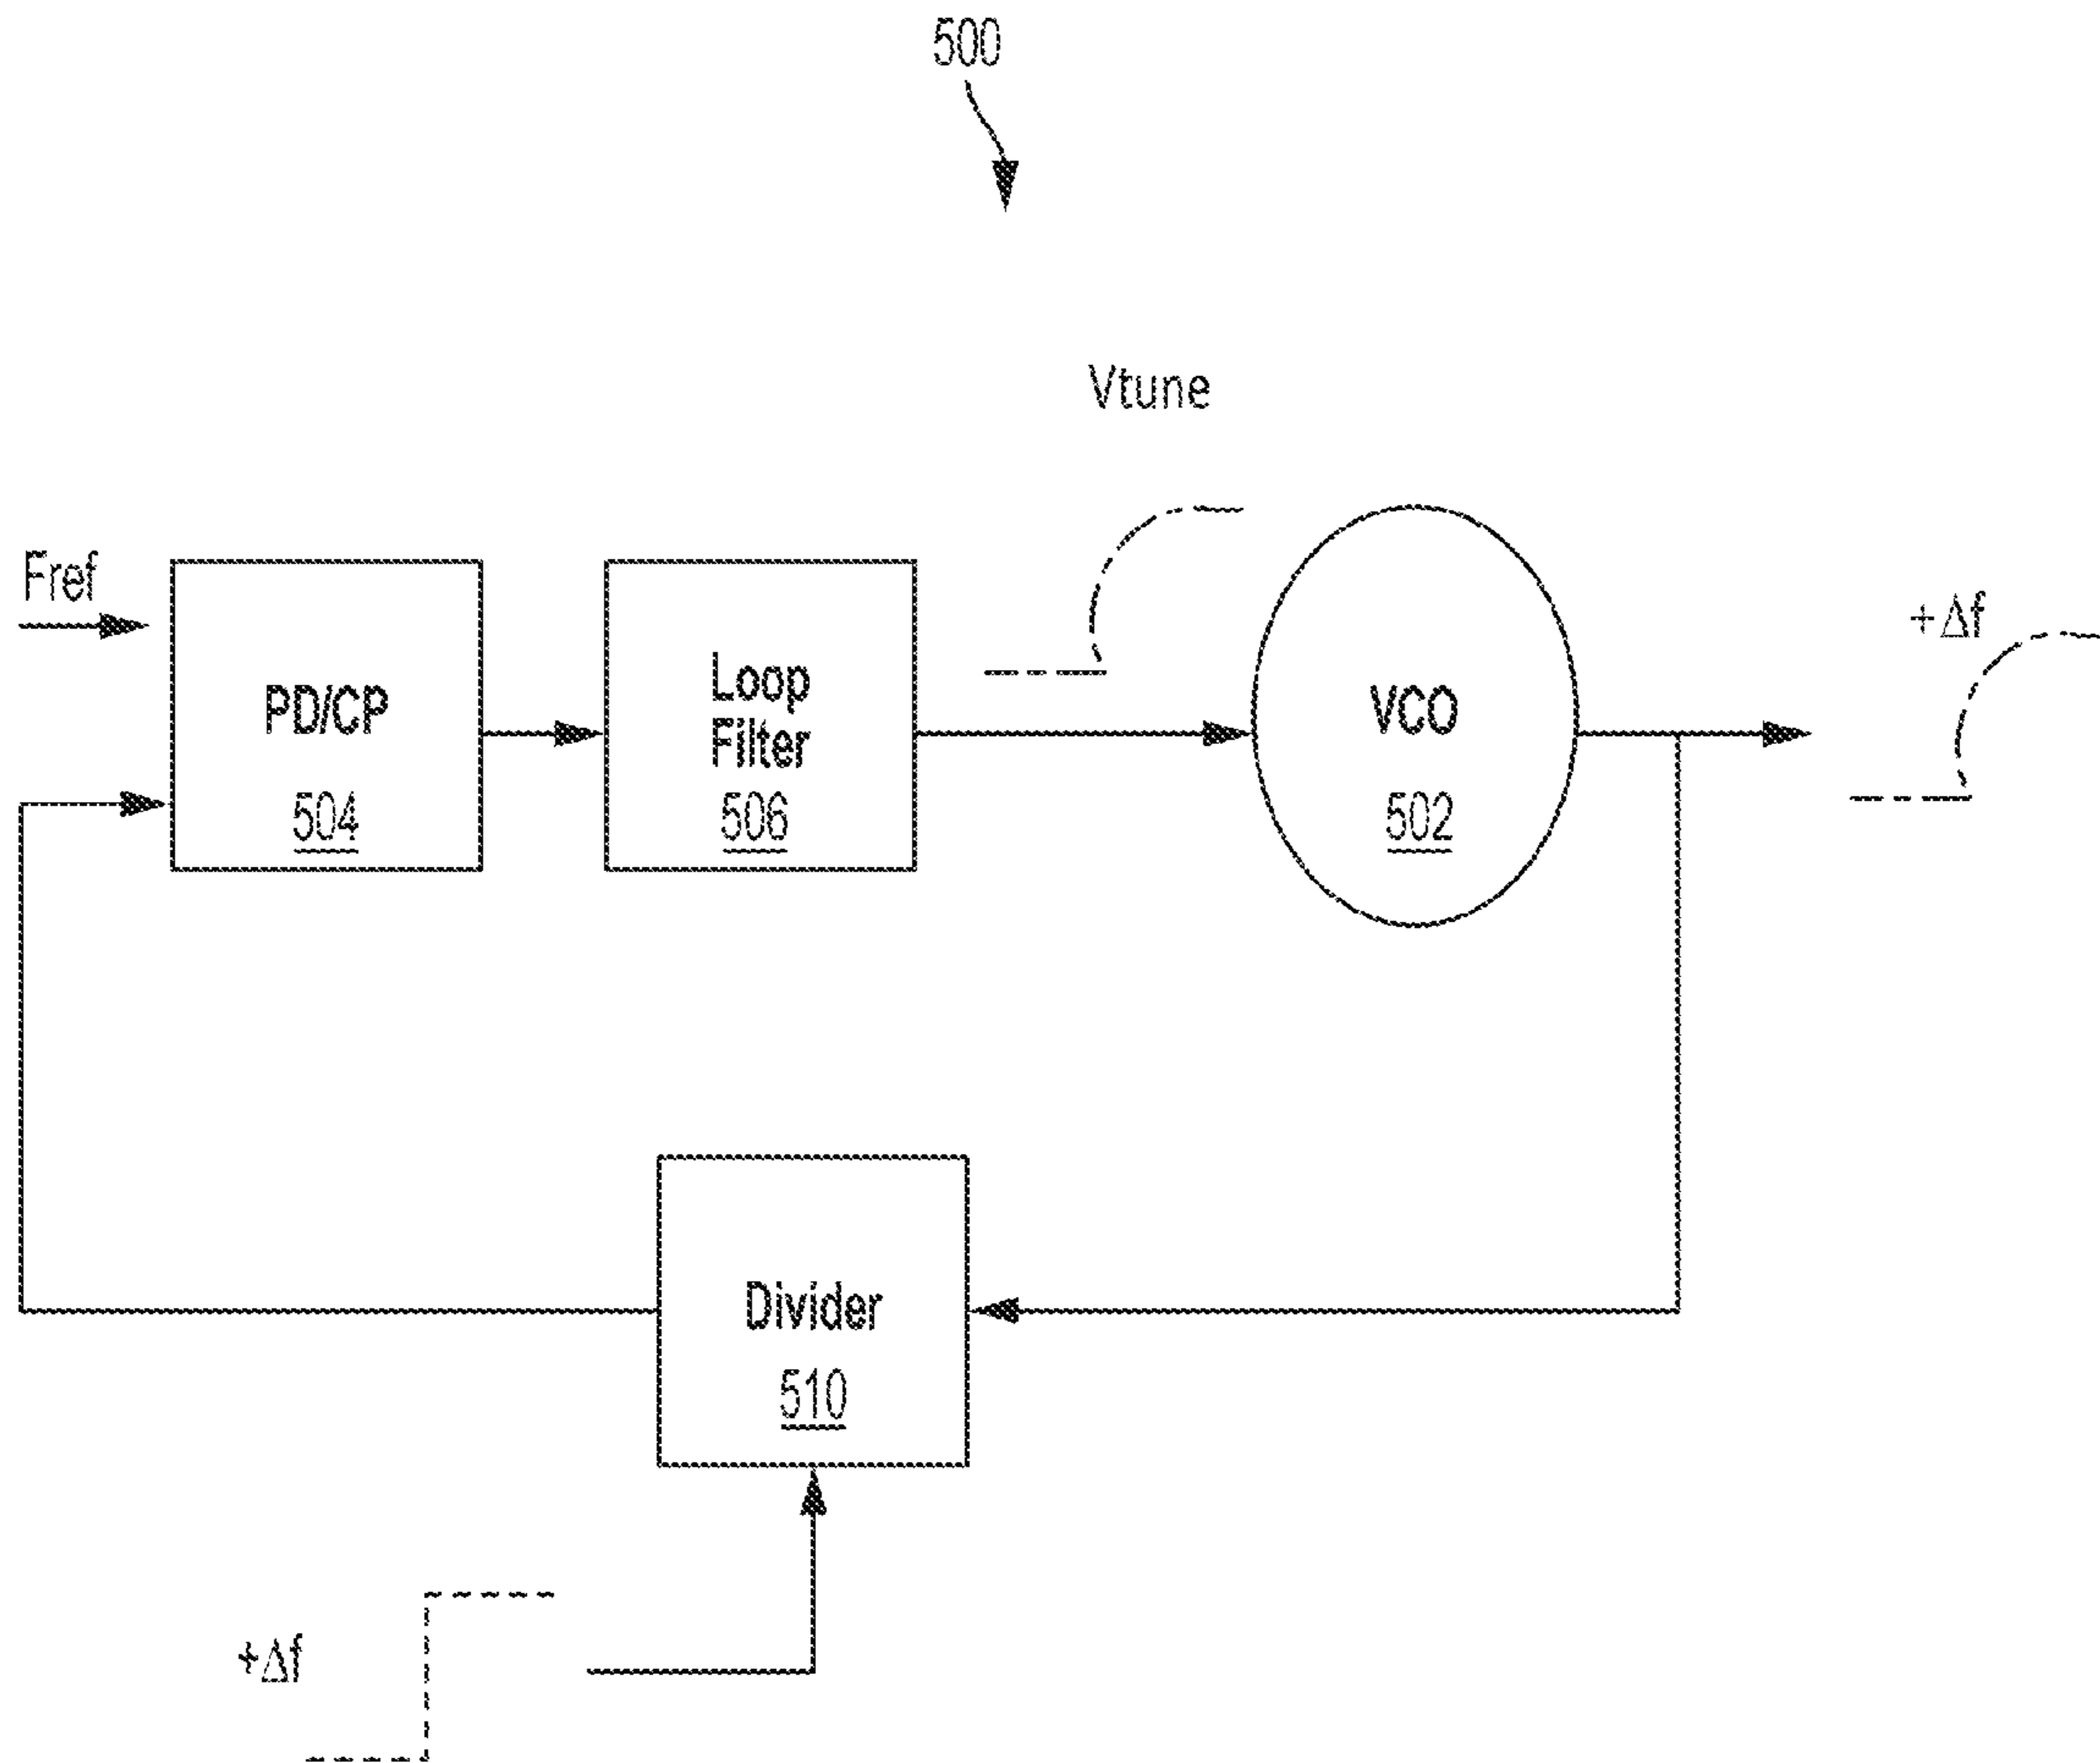 500
Vtune
Fref
PD/CP
504
Loop
Filter
506
VCO
502
+Δf
Divider
510
+Δf